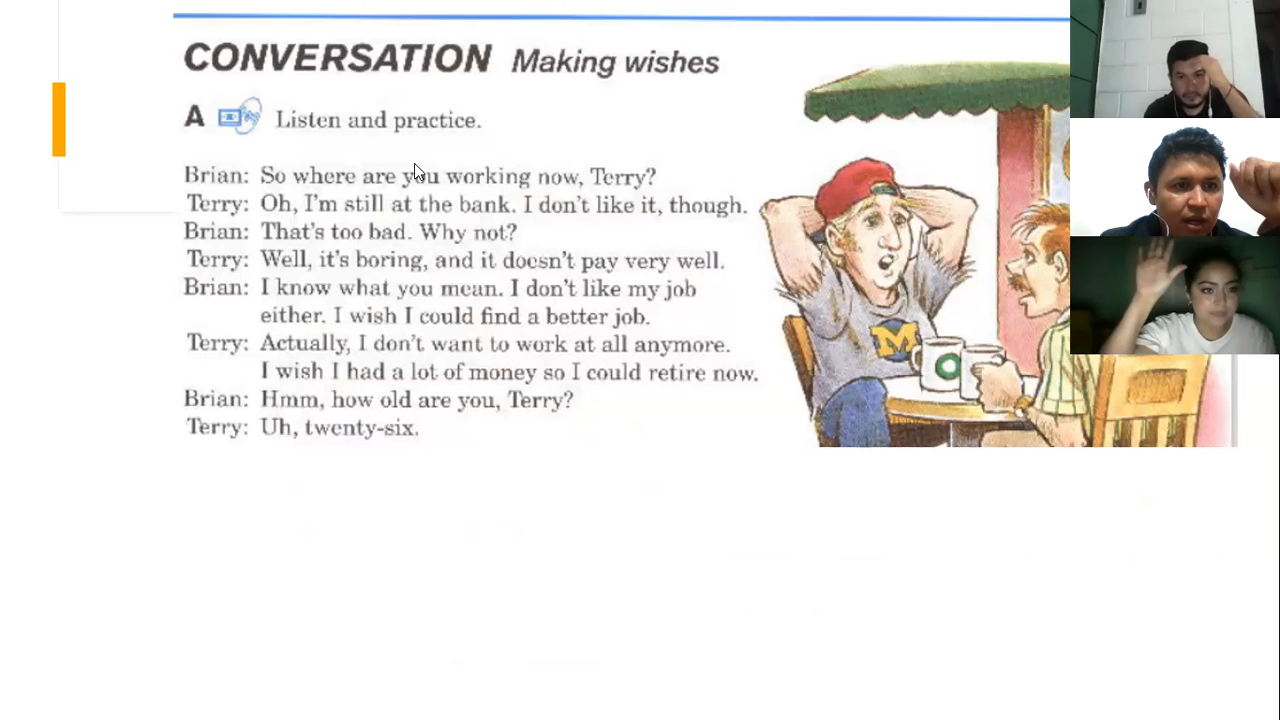 CONVERSATION Making wishes
A Listen and practice.
Brian: So where are you working now, Terry?
Terry: Oh, I'm still at the bank. I don't like it, though.
Brian: That's too bad. Why not?
Terry: Well, it's boring, and it doesn't pay very well.
Brian: I know what you mean. I don't like my job
either. I wish I could find a better job.
Terry: Actually, I don't want to work at all anymore.
I wish I had a lot of money so I could retire now.
Brian: Hmm, how old are you, Terry?
Terry: Uh, twenty-six.
M